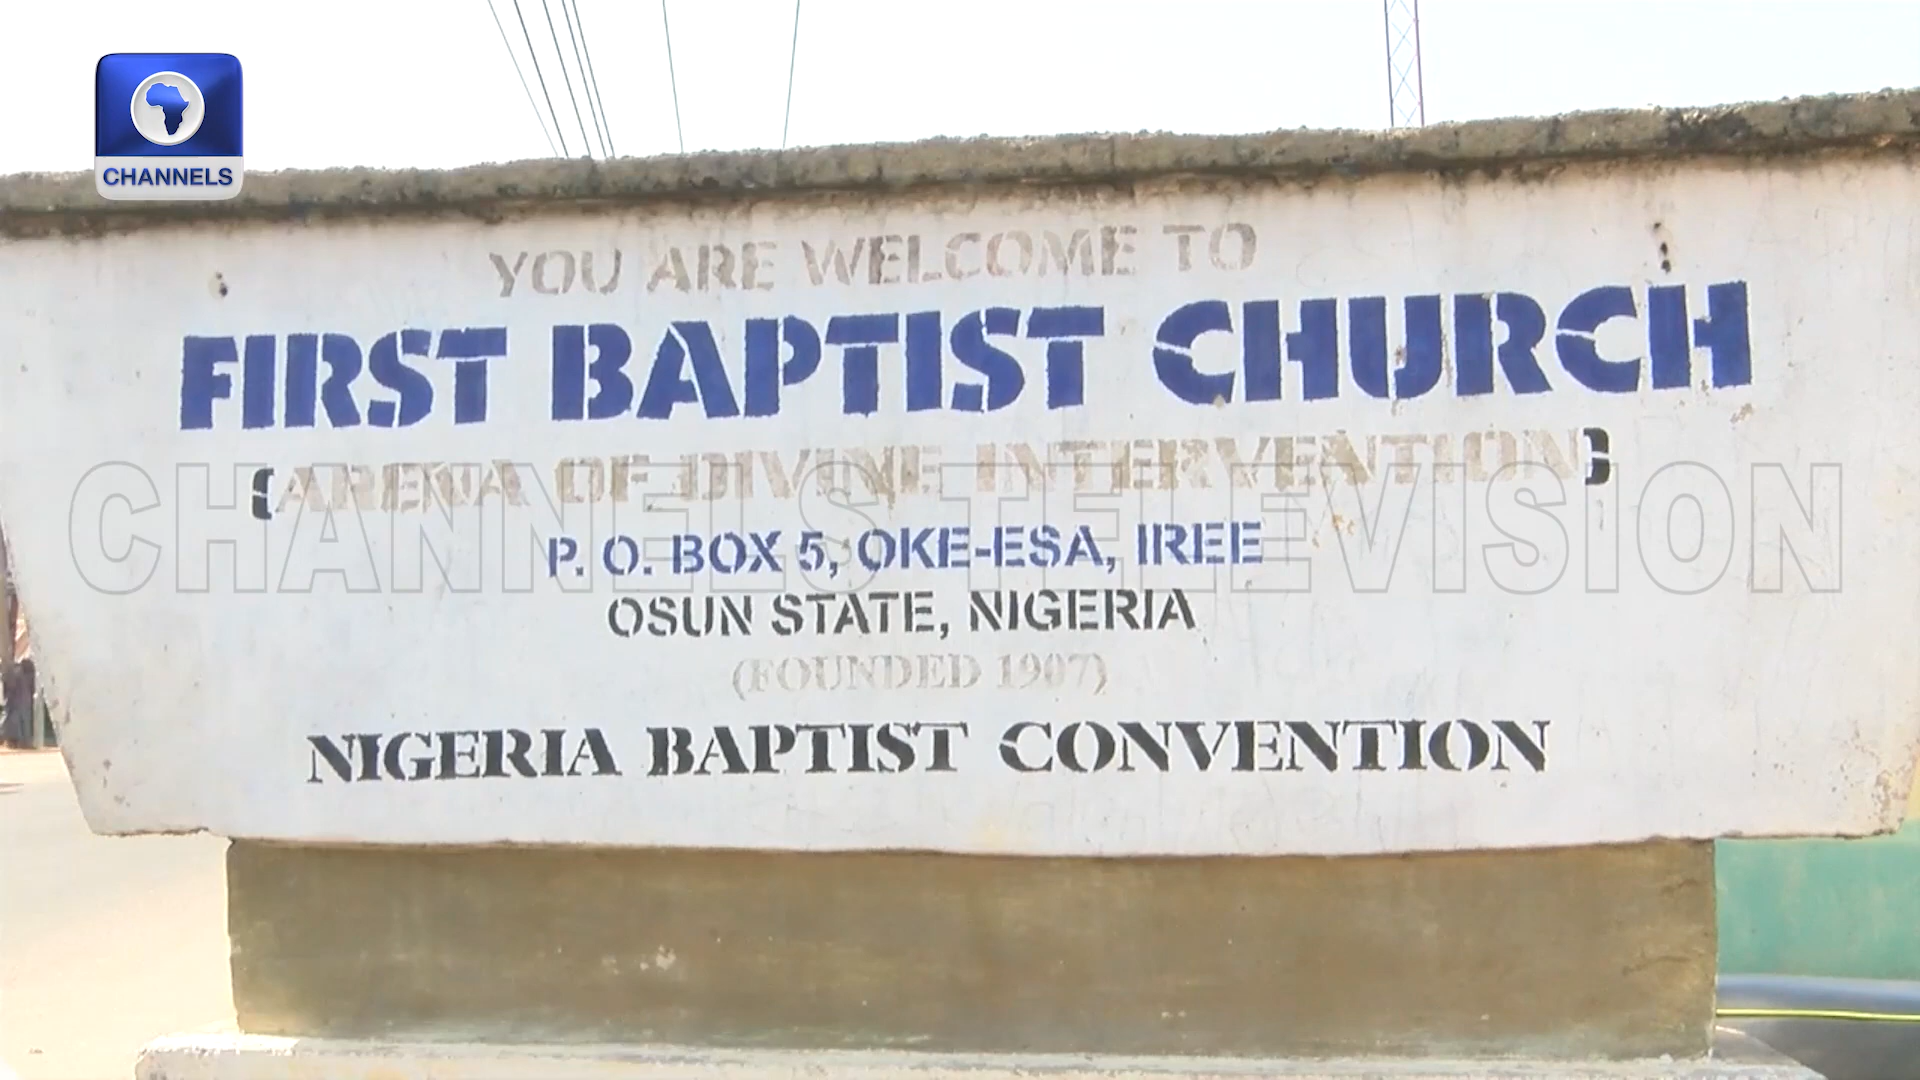 CHANNELS
YOU ARE WELCOME TO
FIRST BAPTIST CHURCH
{ARENA OF DIVINE INTERVENTION}
CHANNELS TELEVISION
P. O. BOX 5, OKE-ESA, IREE
OSUN STATE, NIGERIA
(FOUNDED 1907)
NIGERIA BAPTIST CONVENTION